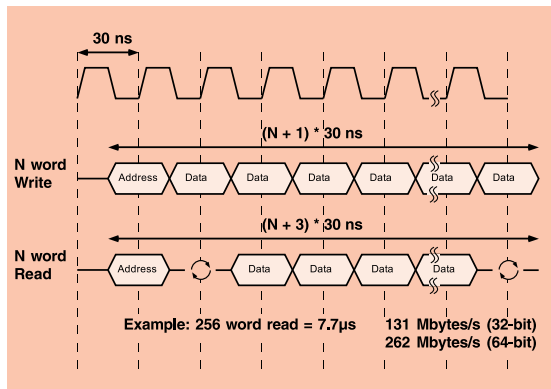 30 ns
(N + 1) * 30 ns
N word
Write
Address Data Data Data Data Data Data
(N + 3) * 30 ns
N word
Read
Address Data Data Data Data
Example: 256 word read = 7.7µs 131 Mbytes/s (32-bit)
262 Mbytes/s (64-bit)